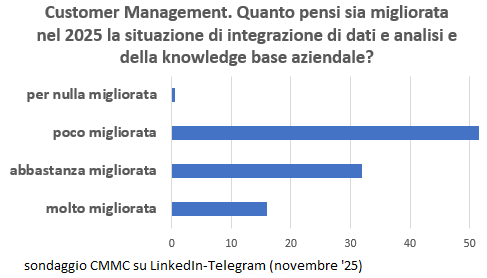 Customer Management. Quanto pensi sia migliorata
nel 2025 la situazione di integrazione di dati e analisi e
della knowledge base aziendale?
per nulla migliorata
poco migliorata
abbastanza migliorata
molto migliorata
0 10 20 30 40 50
sondaggio CMMC su LinkedIn-Telegram (novembre '25)